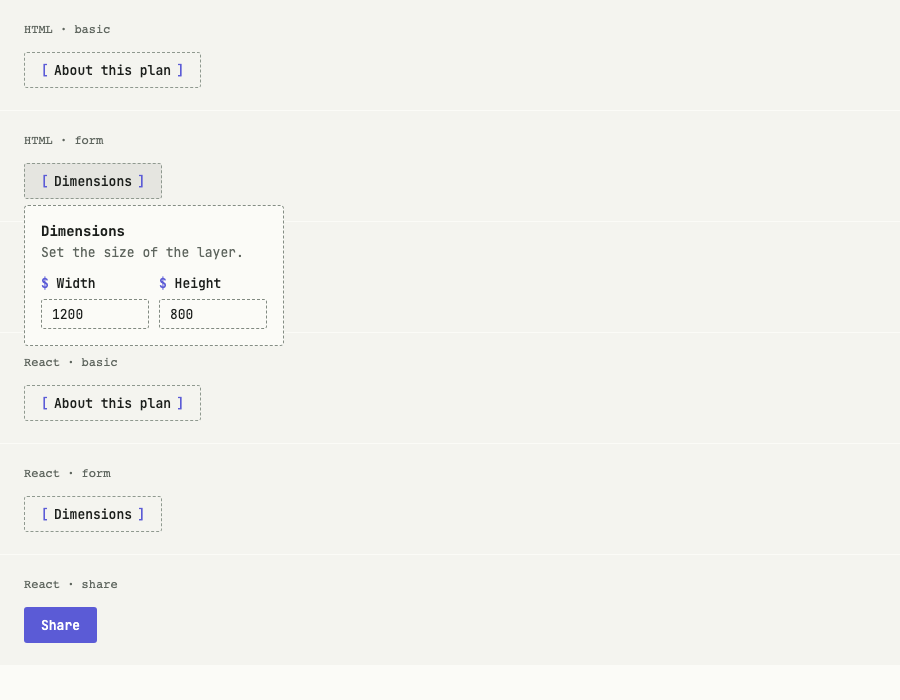 HTML · basic
[ About this plan ]
HTML · form
[ Dimensions ]
Dimensions
Set the size of the layer.
$ Width $ Height
1200 800
React · basic
[ About this plan ]
React · form
[ Dimensions ]
React · share
Share